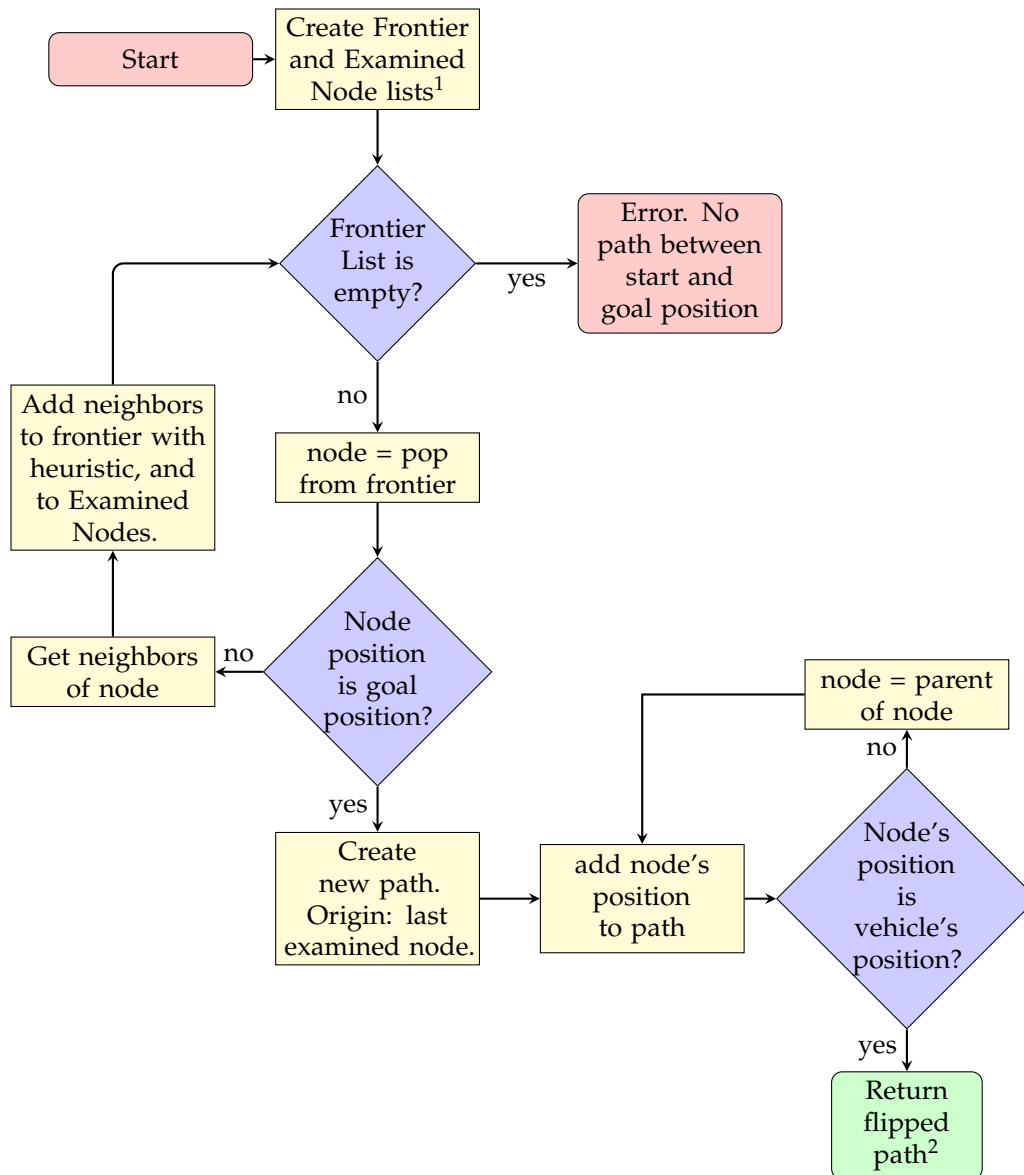 Start
Create Frontier
and Examined
Node lists¹
Frontier
List is
empty?
yes
Error. No
path between
start and
goal position
no
Add neighbors
to frontier with
heuristic, and
to Examined
Nodes.
node = pop
from frontier
Node
position
is goal
position?
no
Get neighbors
of node
yes
Create
new path.
Origin: last
examined node.
add node's
position
to path
node = parent
of node
no
Node's
position
is
vehicle's
position?
yes
Return
flipped
path²